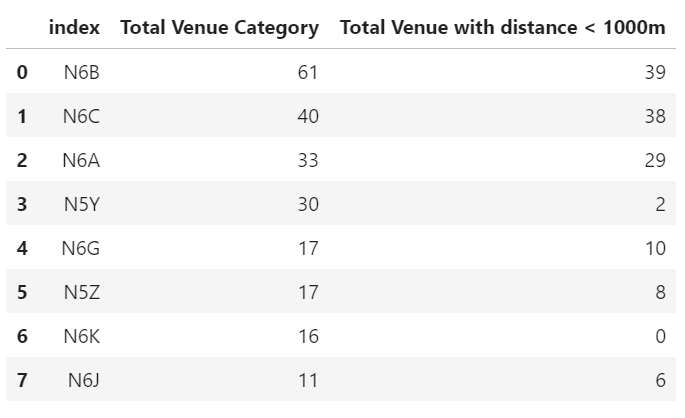 index Total Venue Category Total Venue with distance < 1000m
0 N6B 61 39
1 N6C 40 38
2 N6A 33 29
3 N5Y 30 2
4 N6G 17 10
5 N5Z 17 8
6 N6K 16 0
7 N6J 11 6